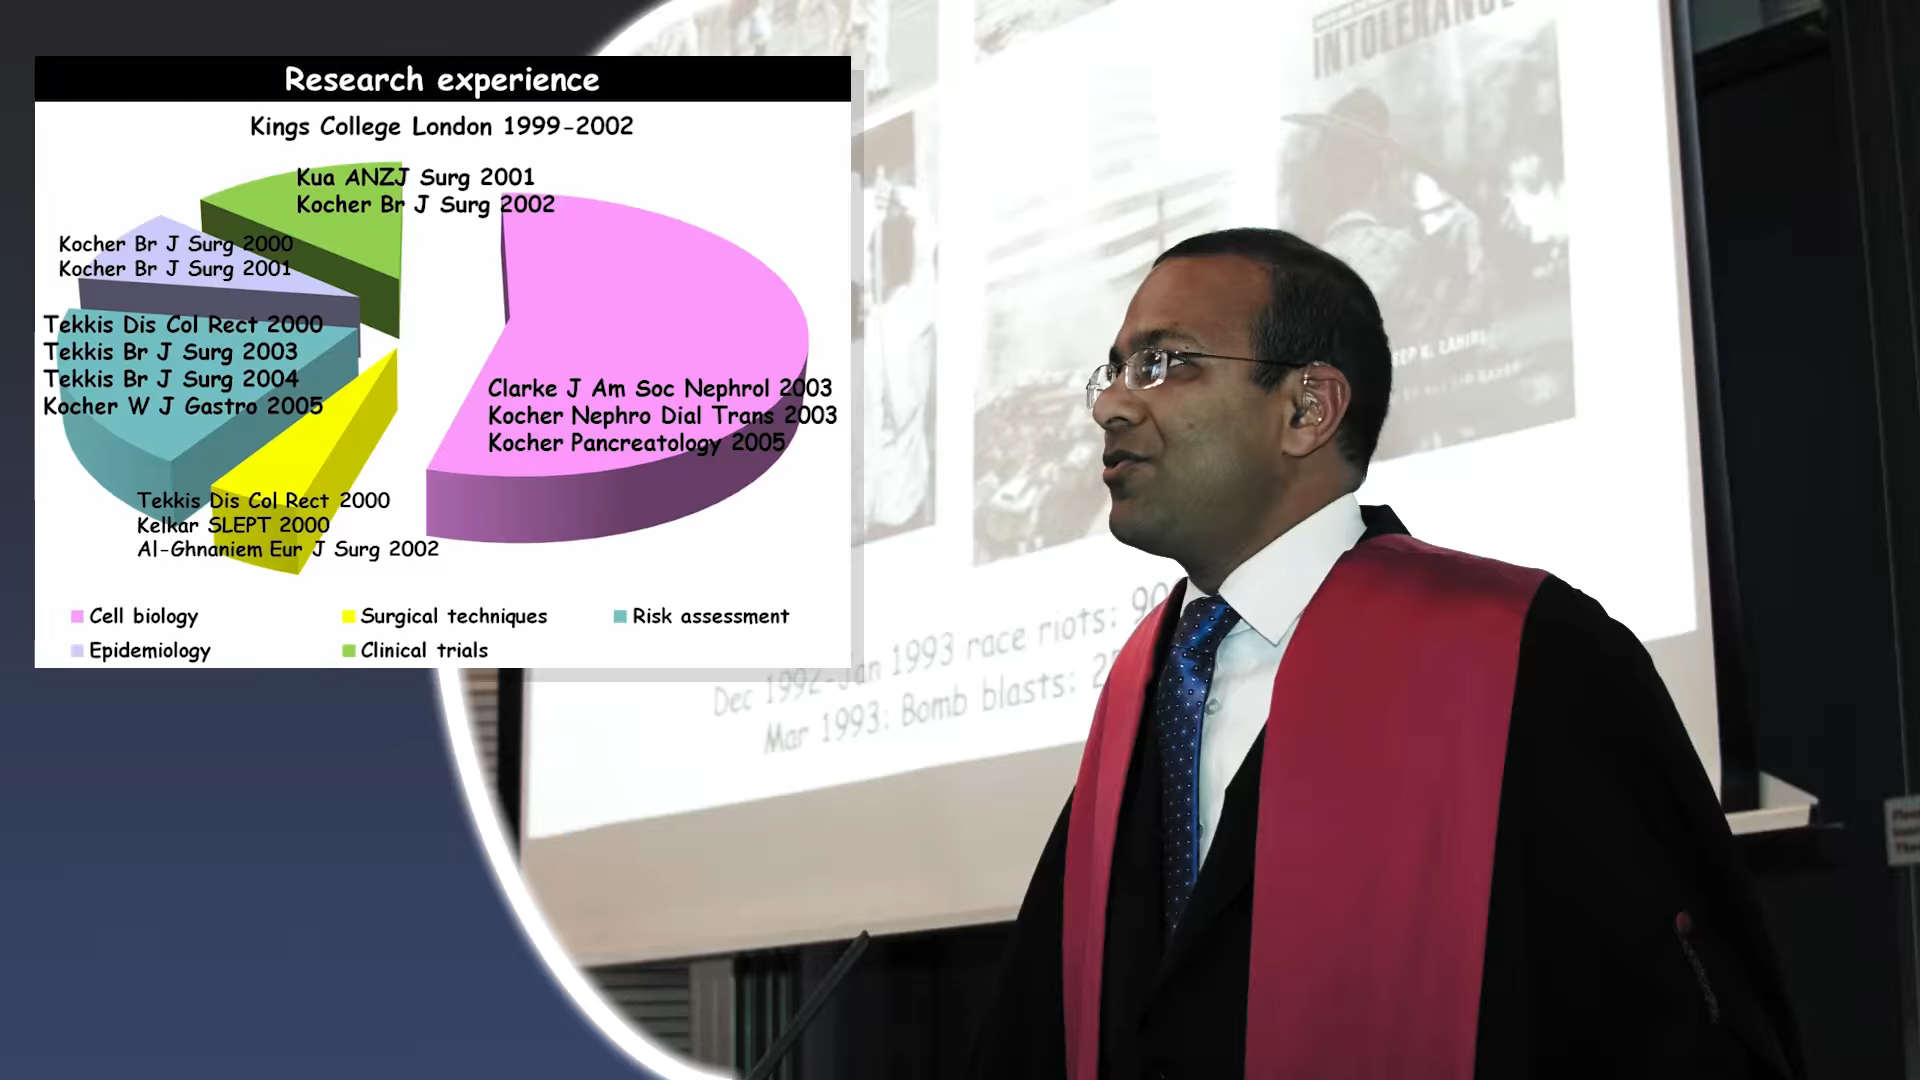 Research experience
Kings College London 1999-2002
Kua ANZJ Surg 2001
Kocher Br J Surg 2002
Kocher Br J Surg 2000
Kocher Br J Surg 2001
Tekkis Dis Col Rect 2000
Tekkis Br J Surg 2003
Tekkis Br J Surg 2004
Kocher W J Gastro 2005
Clarke J Am Soc Nephrol 2003
Kocher Nephro Dial Trans 2003
Kocher Pancreatology 2005
Tekkis Dis Col Rect 2000
Kelkar SLEPT 2000
Al-Ghnaniem Eur J Surg 2002
Cell biology
Surgical techniques
Risk assessment
Epidemiology
Clinical trials
INTOLERANCE
LAHIRI
Dec 1992-Jan 1993 race riots: 90
Mar 1993: Bomb blasts: 2